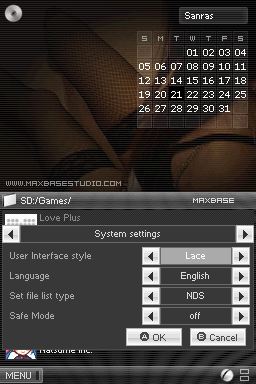 Sanras
S M T W T F S
01 02 03 04
05 06 07 08 09 10 11
12 13 14 15 16 17 18
19 20 21 22 23 24 25
26 27 28 29 30 31
WWW.MAXBASESTUDIO.COM
SD:/Games/ MAXBASE
Love Plus
System settings
User Interface style Lace
Language English
Set file list type NDS
Safe Mode off
A OK B Cancel
Natsume Inc.
MENU